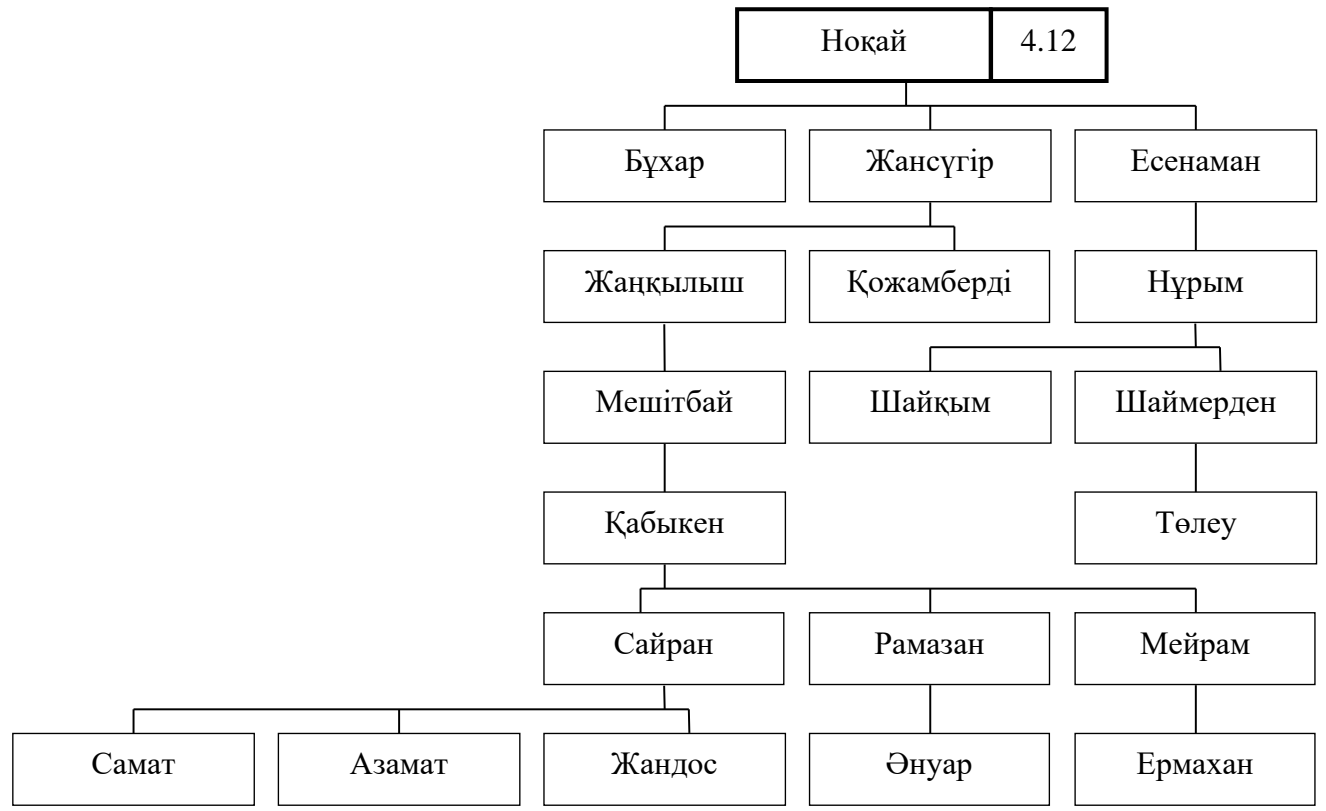 Ноқай 4.12
Бұхар Жансүгір Есенаман
Жаңқылыш Қожамберді Нұрым
Мешітбай Шайқым Шаймерден
Қабыкен Төлеу
Сайран Рамазан Мейрам
Самат Азамат Жандос Әнуар Ермахан